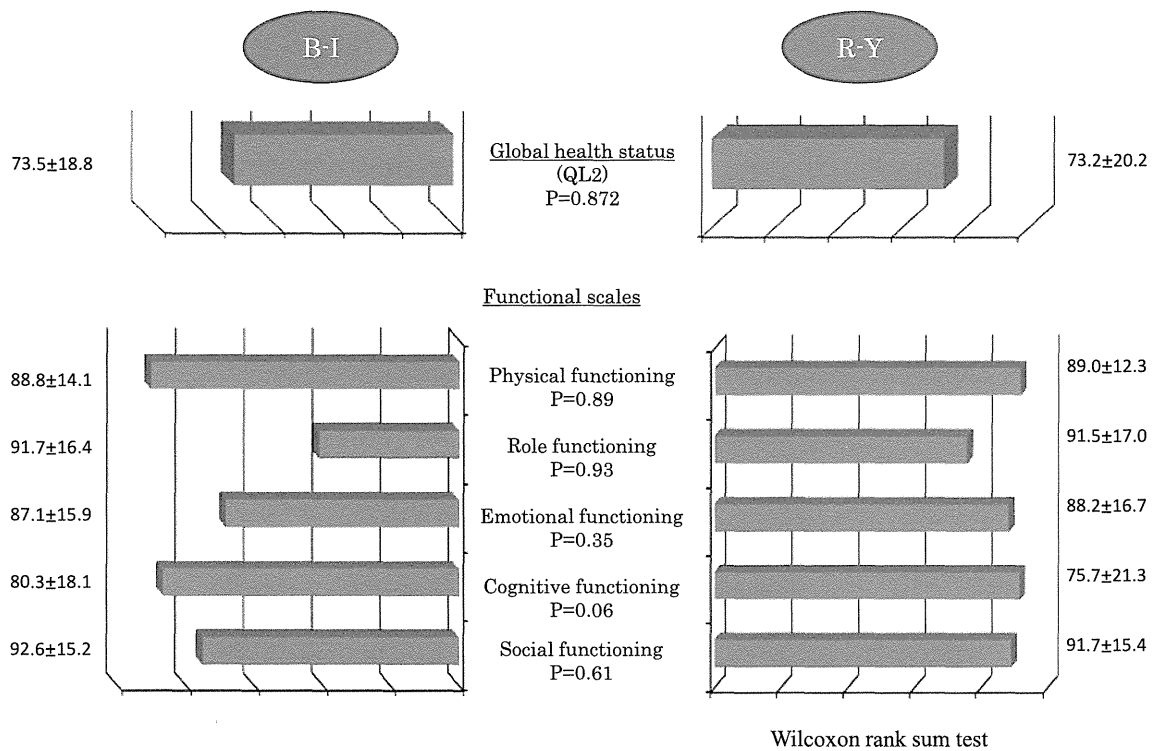 B-I
R-Y
73.5±18.8
Global health status
(QL2)
P=0.872
73.2±20.2
Functional scales
88.8±14.1
Physical functioning
P=0.89
89.0±12.3
91.7±16.4
Role functioning
P=0.93
91.5±17.0
87.1±15.9
Emotional functioning
P=0.35
88.2±16.7
80.3±18.1
Cognitive functioning
P=0.06
75.7±21.3
92.6±15.2
Social functioning
P=0.61
91.7±15.4
Wilcoxon rank sum test